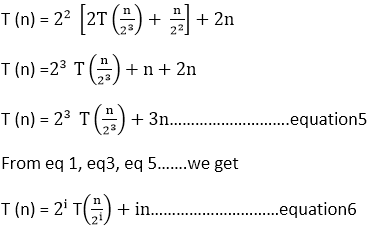 T (n) = 2² [2T (n/2³) + n/2²] + 2n
T (n) =2³ T (n/2³) + n + 2n
T (n) = 2³ T (n/2³) + 3n............................equation5
From eq 1, eq3, eq 5.......we get
T (n) = 2ⁱ T(n/2ⁱ) + in..............................equation6